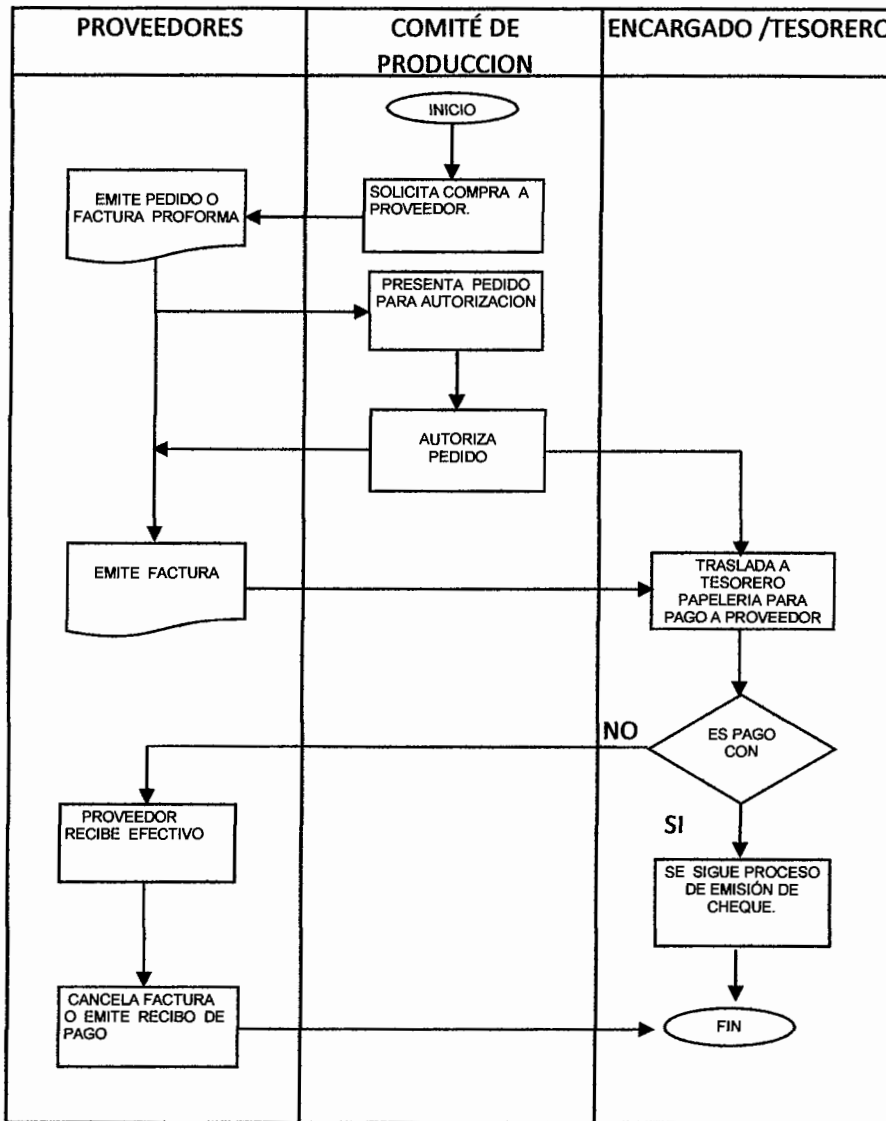 PROVEEDORES
COMITÉ DE
PRODUCCION
ENCARGADO /TESORERO
INICIO
EMITE PEDIDO O
FACTURA PROFORMA
SOLICITA COMPRA A
PROVEEDOR.
PRESENTA PEDIDO
PARA AUTORIZACION
AUTORIZA
PEDIDO
EMITE FACTURA
TRASLADA A
TESORERO
PAPELERIA PARA
PAGO A PROVEEDOR
NO
ES PAGO
CON
PROVEEDOR
RECIBE EFECTIVO
SI
SE SIGUE PROCESO
DE EMISIÓN DE
CHEQUE.
CANCELA FACTURA
O EMITE RECIBO DE
PAGO
FIN